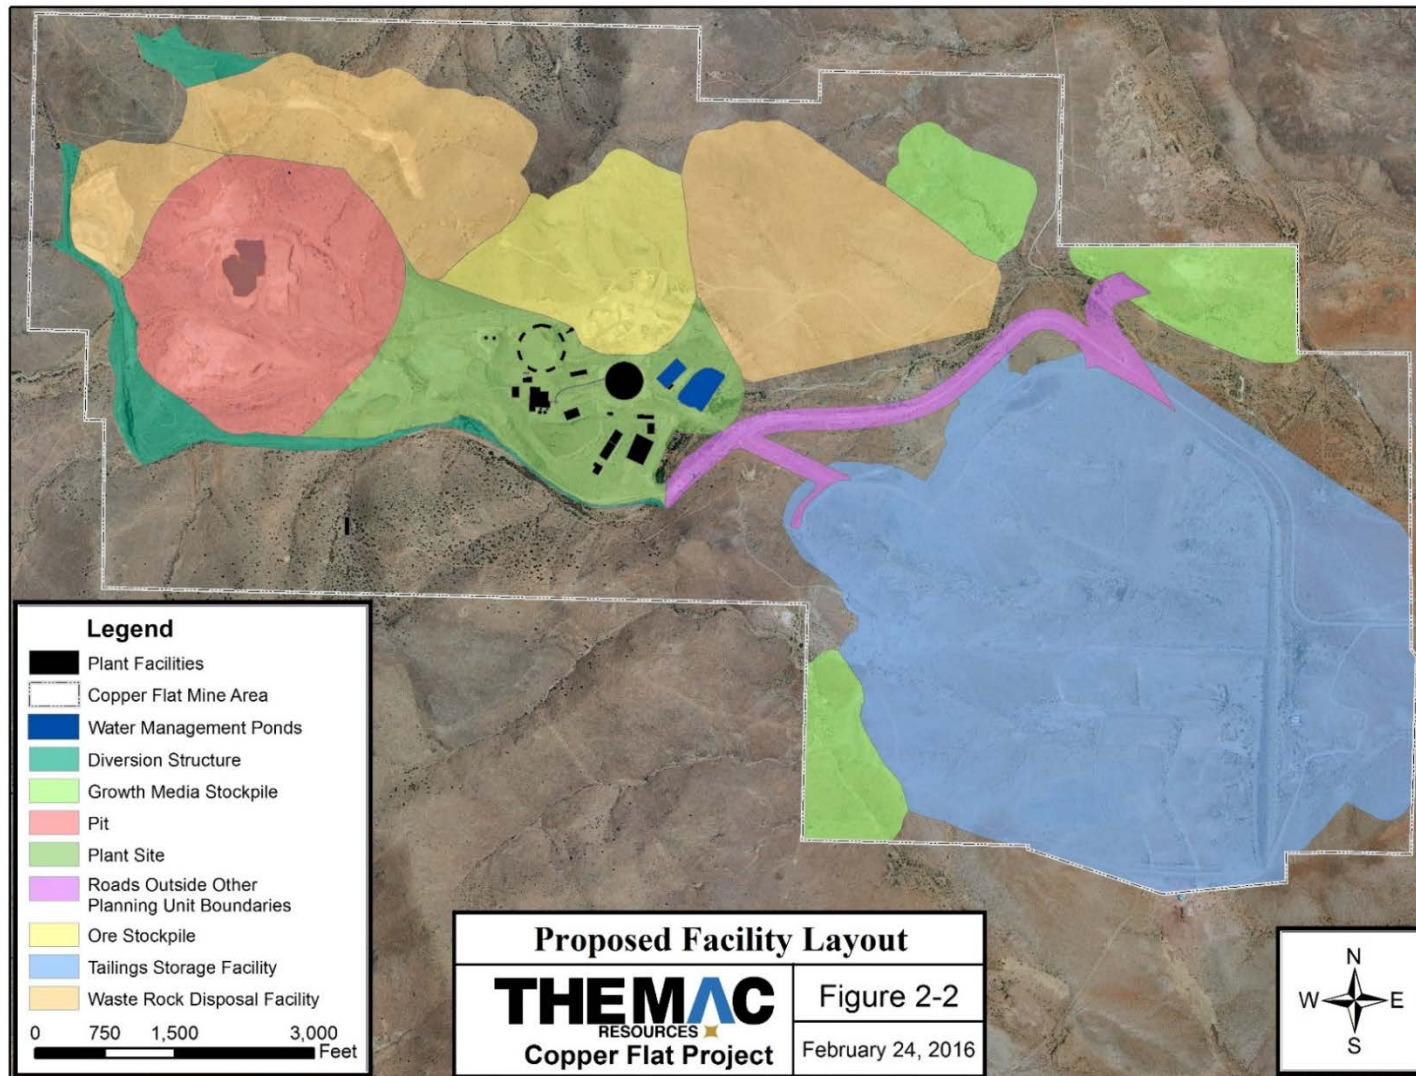 Legend
Plant Facilities
Copper Flat Mine Area
Water Management Ponds
Diversion Structure
Growth Media Stockpile
Pit
Plant Site
Roads Outside Other
Planning Unit Boundaries
Ore Stockpile
Tailings Storage Facility
Waste Rock Disposal Facility
0 750 1,500 3,000
Feet
Proposed Facility Layout
THEMAC
RESOURCES
Copper Flat Project
Figure 2-2
February 24, 2016
N
W E
S